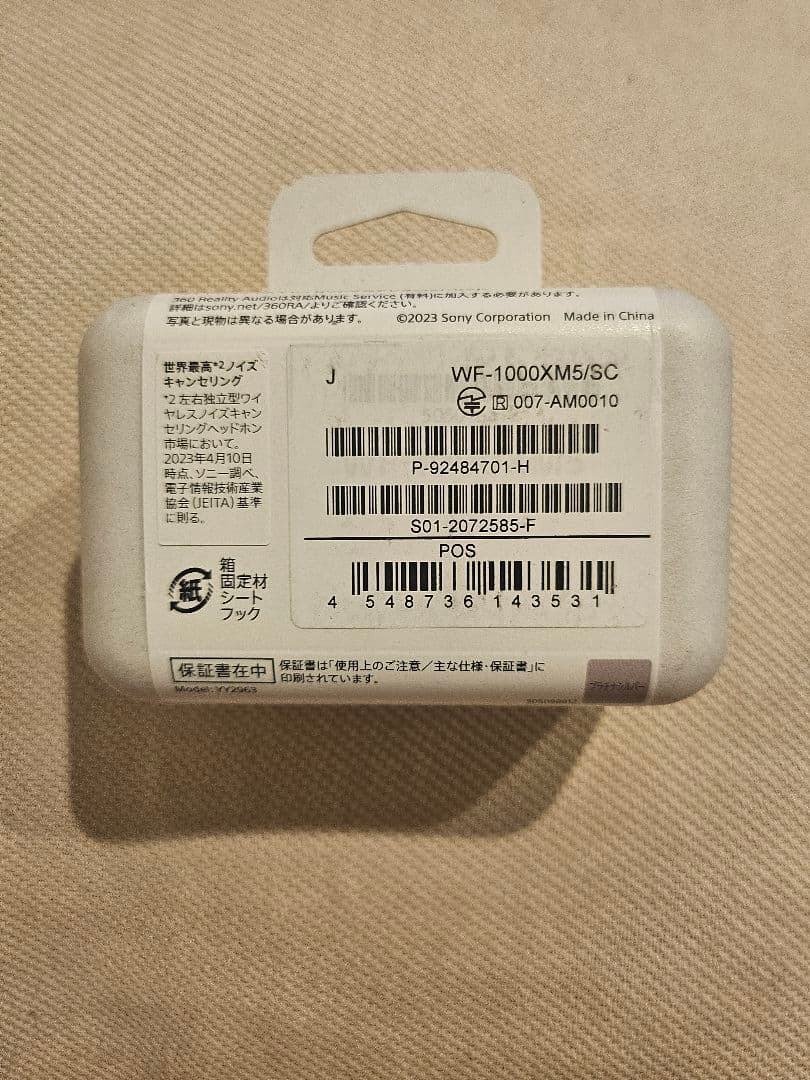 360 Reality Audioは対応Music Service (有料)に加入する必要があります。
詳細はsony.net/360RA/よりご確認ください。
写真と現物は異なる場合があります。 ©2023 Sony Corporation Made in China
世界最高*2ノイズ
キャンセリング
*2 左右独立型ワイ
ヤレスノイズキャン
セリングヘッドホン
市場において。
2023年4月10日
時点、ソニー調べ、
電子情報技術産業
協会(JEITA)基準
に則る。
J WF-1000XM5/SC
R 007-AM0010
P-92484701-H
S01-2072585-F
POS
4 548736 143531
紙
箱
固定材
シート
フック
保証書在中
保証書は「使用上のご注意/主な仕様・保証書」に
印刷されています。
Model: YY2963
プラチナシルバー